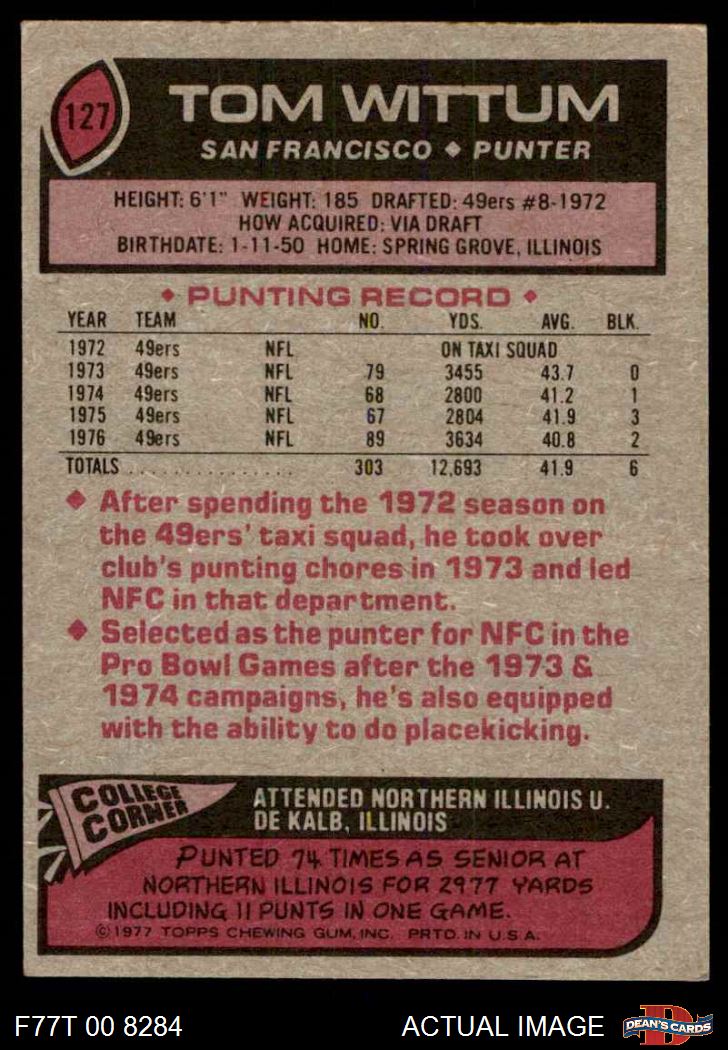 127
TOM WITTUM
SAN FRANCISCO ♦ PUNTER
HEIGHT: 6'1" WEIGHT: 185 DRAFTED: 49ers #8-1972
HOW ACQUIRED: VIA DRAFT
BIRTHDATE: 1-11-50 HOME: SPRING GROVE, ILLINOIS
♦ PUNTING RECORD ♦
YEAR TEAM NO. YDS. AVG. BLK.
1972 49ers NFL ON TAXI SQUAD
1973 49ers NFL 79 3455 43.7 0
1974 49ers NFL 68 2800 41.2 1
1975 49ers NFL 67 2804 41.9 3
1976 49ers NFL 89 3634 40.8 2
TOTALS . . . . . . . . . . . . . . . 303 12,693 41.9 6
♦ After spending the 1972 season on
the 49ers' taxi squad, he took over
club's punting chores in 1973 and led
NFC in that department.
♦ Selected as the punter for NFC in the
Pro Bowl Games after the 1973 &
1974 campaigns, he's also equipped
with the ability to do placekicking.
COLLEGE
CORNER
ATTENDED NORTHERN ILLINOIS U.
DE KALB, ILLINOIS
PUNTED 74 TIMES AS SENIOR AT
NORTHERN ILLINOIS FOR 2977 YARDS
INCLUDING 11 PUNTS IN ONE GAME.
©1977 TOPPS CHEWING GUM, INC. PRTD. IN U.S.A.
F77T 00 8284 ACTUAL IMAGE
D
DEAN'S CARDS